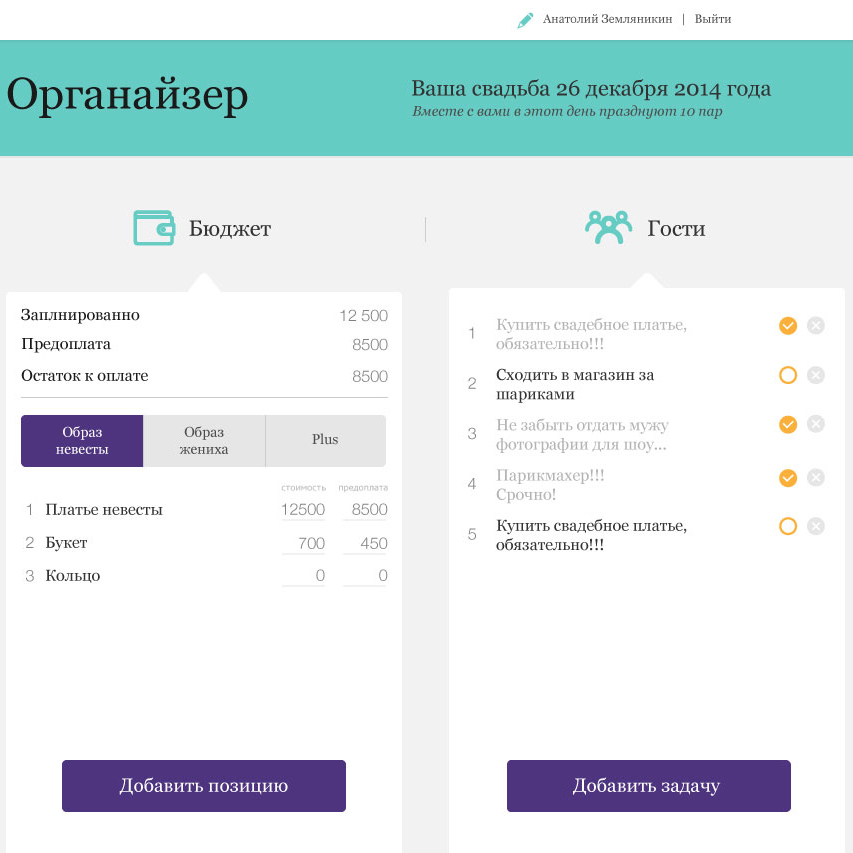 Анатолий Земляникин | Выйти
Органайзер
Ваша свадьба 26 декабря 2014 года
Вместе с вами в этот день празднуют 10 пар
Бюджет
Гости
Заплнированно 12 500
Предоплата 8500
Остаток к оплате 8500
Образ
невесты
Образ
жениха
Plus
стоимость предоплата
1 Платье невесты 12500 8500
2 Букет 700 450
3 Кольцо 0 0
Добавить позицию
1 Купить свадебное платье,
обязательно!!!
2 Сходить в магазин за
шариками
3 Не забыть отдать мужу
фотографии для шоу...
4 Парикмахер!!!
Срочно!
5 Купить свадебное платье,
обязательно!!!
Добавить задачу